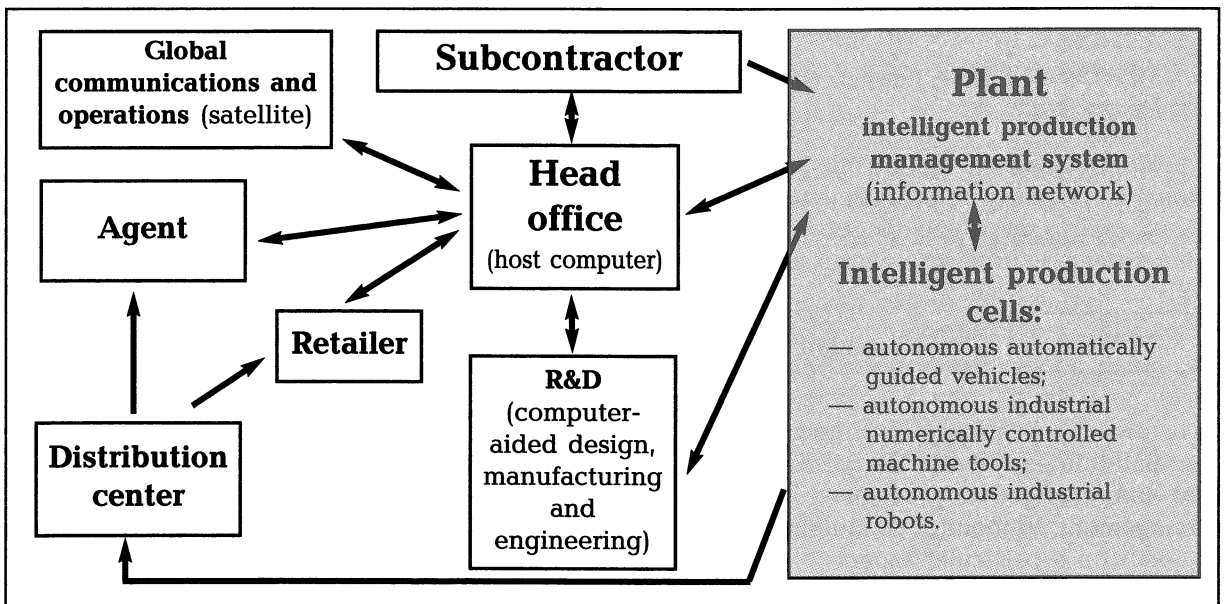 Global
communications and
operations (satellite)
Subcontractor
Agent
Head
office
(host computer)
Retailer
R&D
(computer-
aided design,
manufacturing
and
engineering)
Distribution
center
Plant
intelligent production
management system
(information network)
Intelligent production
cells:
— autonomous automatically
guided vehicles;
— autonomous industrial
numerically controlled
machine tools;
— autonomous industrial
robots.